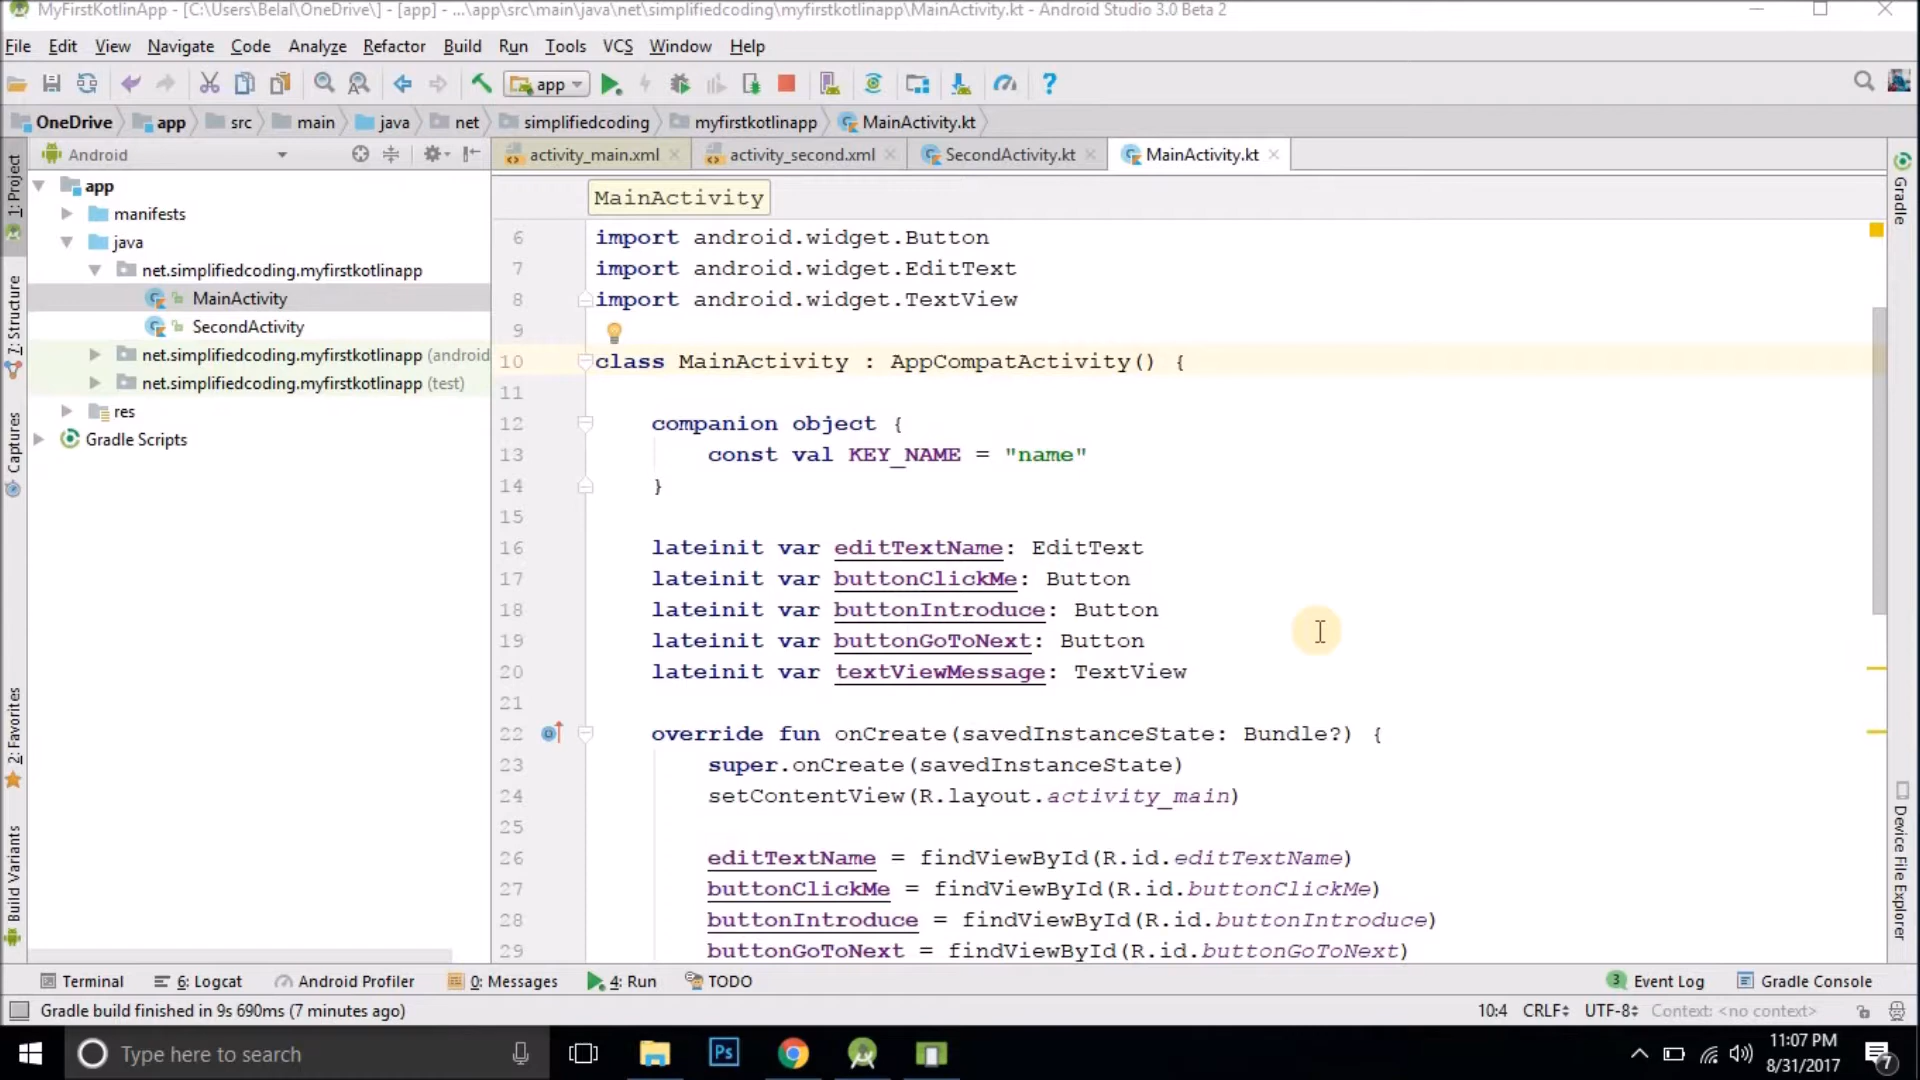 MyFirstKotlinApp - [C:\Users\Belal\OneDrive\] - [app] - ...\app\src\main\java\net\simplifiedcoding\myfirstkotlinapp\MainActivity.kt - Android Studio 3.0 Beta 2
File Edit View Navigate Code Analyze Refactor Build Run Tools VCS Window Help
app
OneDrive app src main java net simplifiedcoding myfirstkotlinapp MainActivity.kt
1: Project
7: Structure
Captures
2: Favorites
Build Variants
Android
app
manifests
java
net.simplifiedcoding.myfirstkotlinapp
MainActivity
SecondActivity
net.simplifiedcoding.myfirstkotlinapp (android
net.simplifiedcoding.myfirstkotlinapp (test)
res
Gradle Scripts
activity_main.xml activity_second.xml SecondActivity.kt MainActivity.kt
MainActivity
6 import android.widget.Button
7 import android.widget.EditText
8 import android.widget.TextView
9
10 class MainActivity : AppCompatActivity() {
11
12 companion object {
13 const val KEY_NAME = "name"
14 }
15
16 lateinit var editTextName: EditText
17 lateinit var buttonClickMe: Button
18 lateinit var buttonIntroduce: Button
19 lateinit var buttonGoToNext: Button
20 lateinit var textViewMessage: TextView
21
22 override fun onCreate(savedInstanceState: Bundle?) {
23 super.onCreate(savedInstanceState)
24 setContentView(R.layout.activity_main)
25
26 editTextName = findViewById(R.id.editTextName)
27 buttonClickMe = findViewById(R.id.buttonClickMe)
28 buttonIntroduce = findViewById(R.id.buttonIntroduce)
29 buttonGoToNext = findViewById(R.id.buttonGoToNext)
Gradle
Device File Explorer
Terminal 6: Logcat Android Profiler 0: Messages 4: Run TODO 3 Event Log Gradle Console
Gradle build finished in 9s 690ms (7 minutes ago) 10:4 CRLF UTF-8 Context: <no context>
Type here to search Ps 11:07 PM
8/31/2017 7